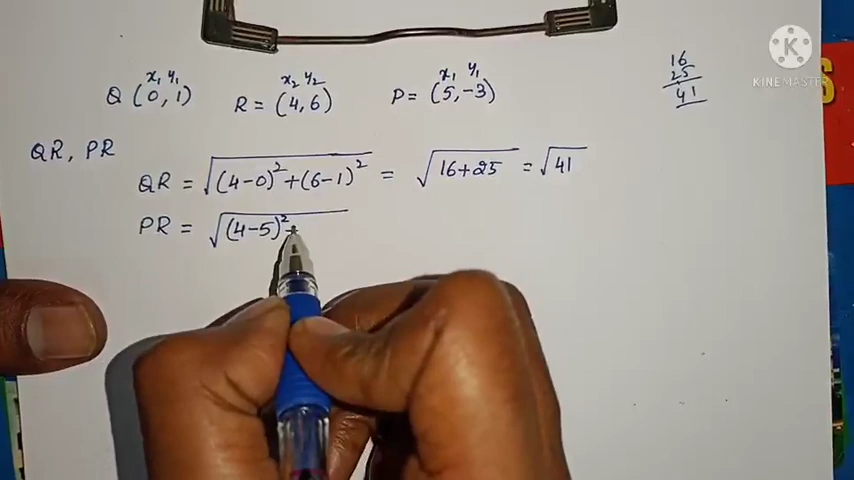 x₁ y₁ x₂ y₂ x₁ y₁
Q (0, 1) R = (4, 6) P = (5, -3)
16
25
41
QR, PR
QR = √((4-0)² + (6-1)²) = √(16+25) = √41
PR = √((4-5)² +
KINEMASTER